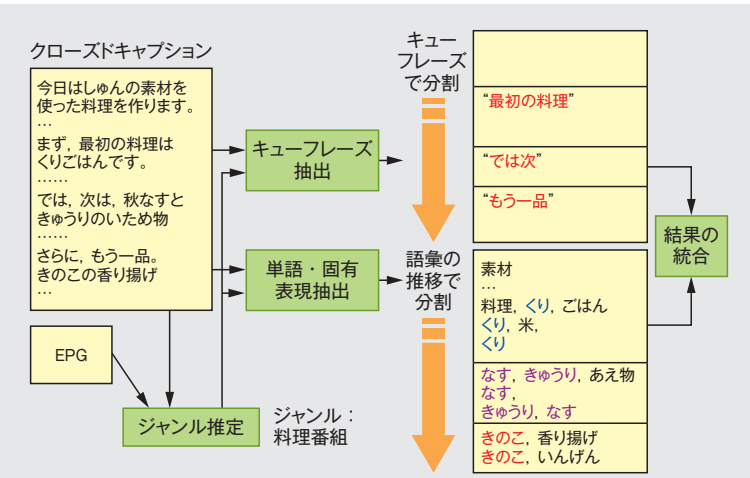 クローズドキャプション
今日はしゅんの素材を
使った料理を作ります。
…
まず，最初の料理は
くりごはんです。
……
では，次は，秋なすと
きゅうりのいため物
……
さらに，もう一品。
きのこの香り揚げ
…
EPG
キューフレーズ
抽出
単語・固有
表現抽出
ジャンル推定
ジャンル：
料理番組
キュー
フレーズ
で分割
“最初の料理”
“では次”
“もう一品”
語彙の
推移で
分割
素材
…
料理，くり，ごはん
くり，米，
くり
なす，きゅうり，あえ物
なす，
きゅうり，なす
きのこ，香り揚げ
きのこ，いんげん
結果の
統合